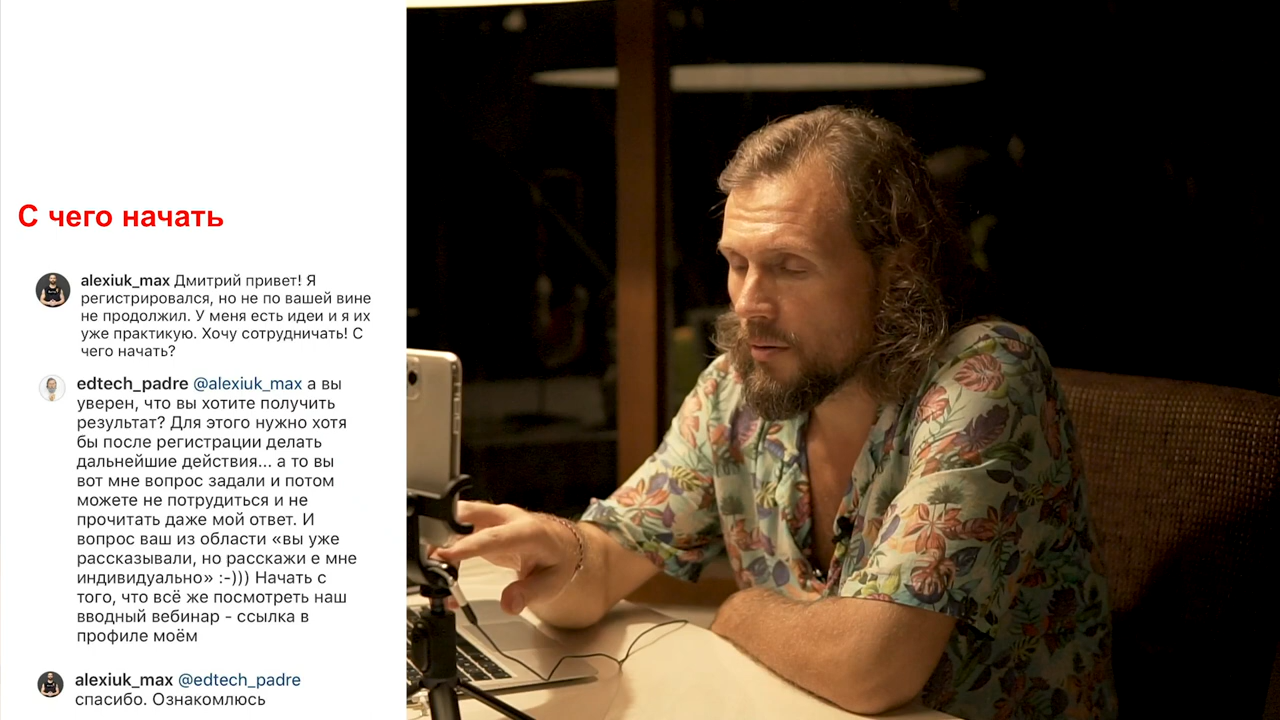 С чего начать
alexiuk_max Дмитрий привет! Я
регистрировался, но не по вашей вине
не продолжил. У меня есть идеи и я их
уже практикую. Хочу сотрудничать! С
чего начать?
edtech_padre @alexiuk_max а вы
уверен, что вы хотите получить
результат? Для этого нужно хотя
бы после регистрации делать
дальнейшие действия... а то вы
вот мне вопрос задали и потом
можете не потрудиться и не
прочитать даже мой ответ. И
вопрос ваш из области «вы уже
рассказывали, но расскажи е мне
индивидуально» :-))) Начать с
того, что всё же посмотреть наш
вводный вебинар - ссылка в
профиле моём
alexiuk_max @edtech_padre
спасибо. Ознакомлюсь